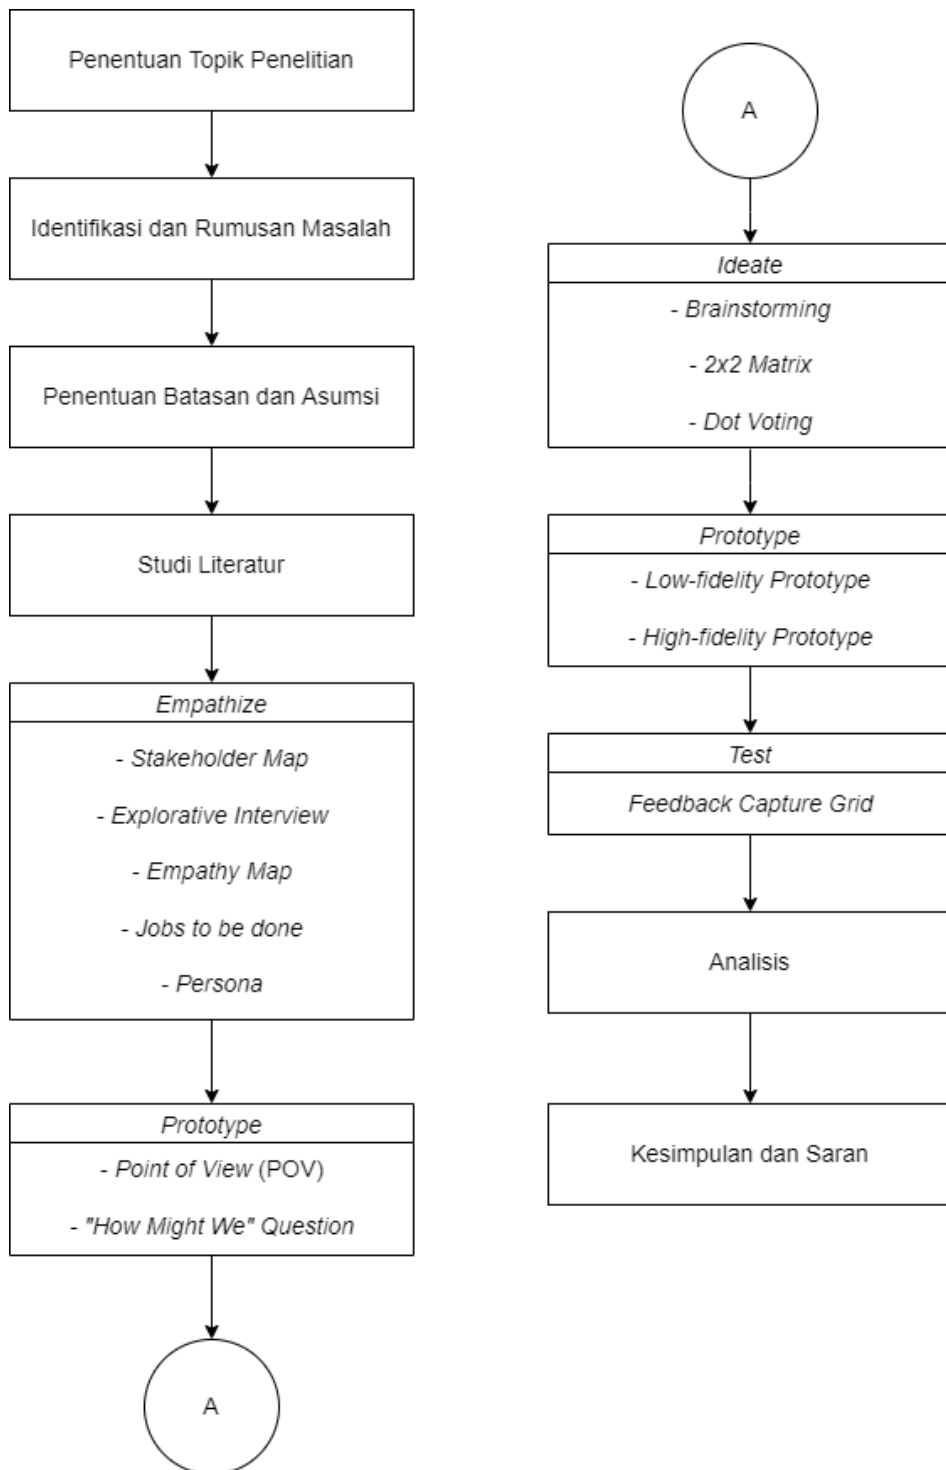 Penentuan Topik Penelitian
Identifikasi dan Rumusan Masalah
Penentuan Batasan dan Asumsi
Studi Literatur
Empathize
- Stakeholder Map
- Explorative Interview
- Empathy Map
- Jobs to be done
- Persona
Prototype
- Point of View (POV)
- "How Might We" Question
A
A
Ideate
- Brainstorming
- 2x2 Matrix
- Dot Voting
Prototype
- Low-fidelity Prototype
- High-fidelity Prototype
Test
Feedback Capture Grid
Analisis
Kesimpulan dan Saran